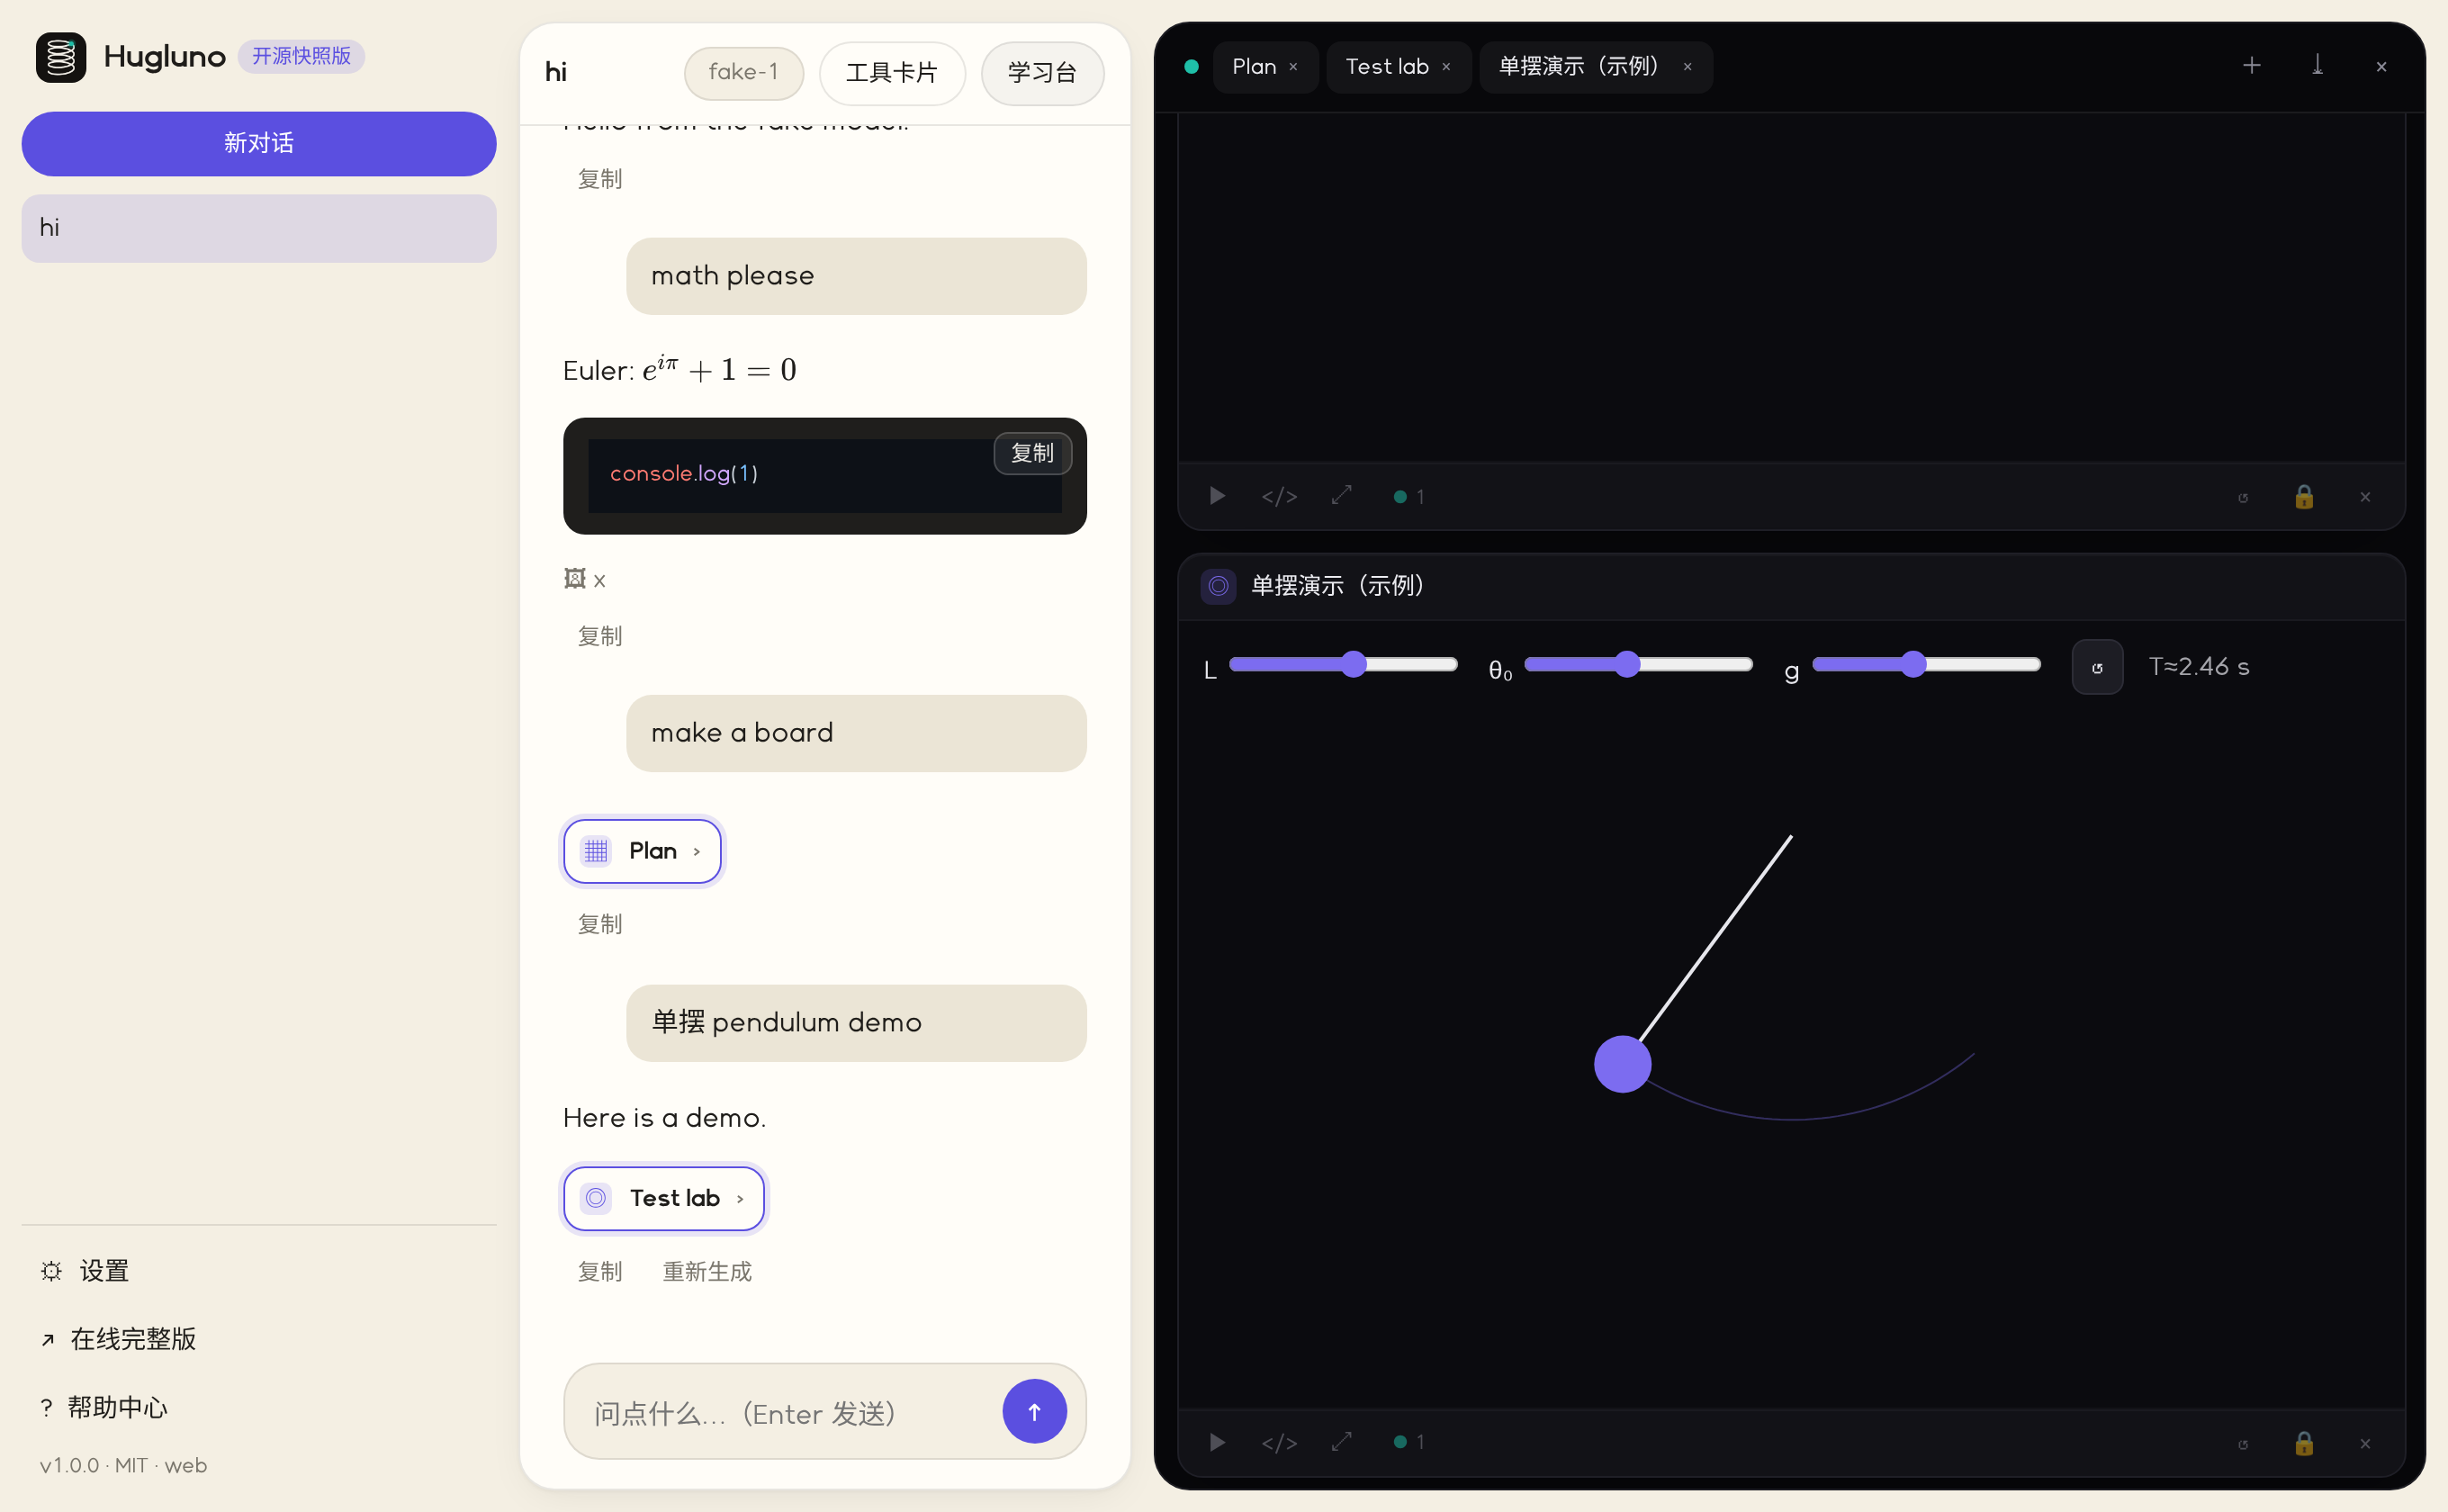 Hugluno 开源快照版
新对话
hi
设置
在线完整版
? 帮助中心
v1.0.0 · MIT · web
hi fake-1 工具卡片 学习台
Hello from the fake model.
复制
math please
Euler: e^{iπ} + 1 = 0
console.log(1)
复制
x
复制
make a board
Plan ›
复制
单摆 pendulum demo
Here is a demo.
Test lab ›
复制 重新生成
问点什么...（Enter 发送）
Plan × Test lab × 单摆演示（示例） ×
</> 1
单摆演示（示例）
L θ₀ g T≈2.46 s
</> 1